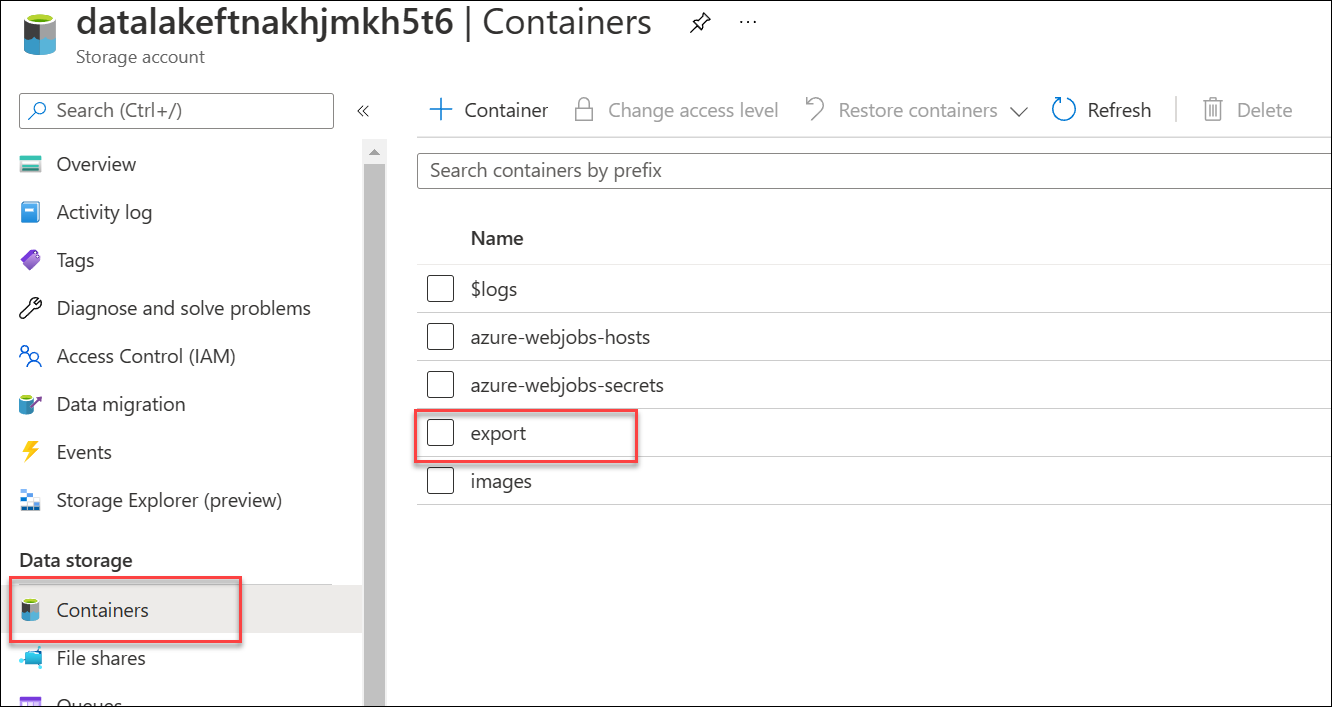 datalakeftnakhjmkh5t6 | Containers
Storage account
Search (Ctrl+/)
Container
Change access level
Restore containers
Refresh
Delete
Overview
Activity log
Tags
Diagnose and solve problems
Access Control (IAM)
Data migration
Events
Storage Explorer (preview)
Data storage
Containers
File shares
Queues
Search containers by prefix
Name
$logs
azure-webjobs-hosts
azure-webjobs-secrets
export
images